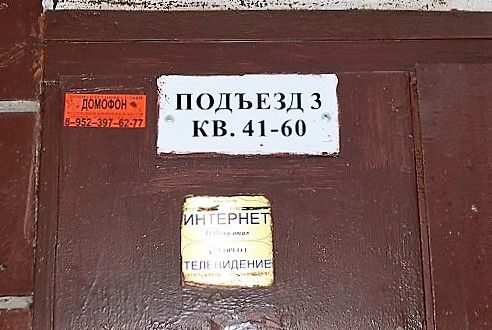 ДОМОФОН
8-952-397-62-77
ПОДЪЕЗД 3
КВ. 41-60
ИНТЕРНЕТ
ТЕЛЕВИДЕНИЕ